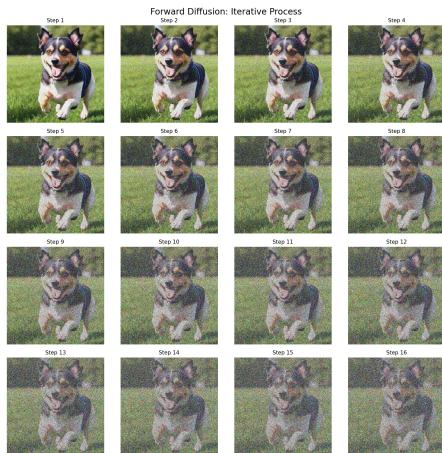 Forward Diffusion: Iterative Process
Step 1 Step 2 Step 3 Step 4
Step 5 Step 6 Step 7 Step 8
Step 9 Step 10 Step 11 Step 12
Step 13 Step 14 Step 15 Step 16